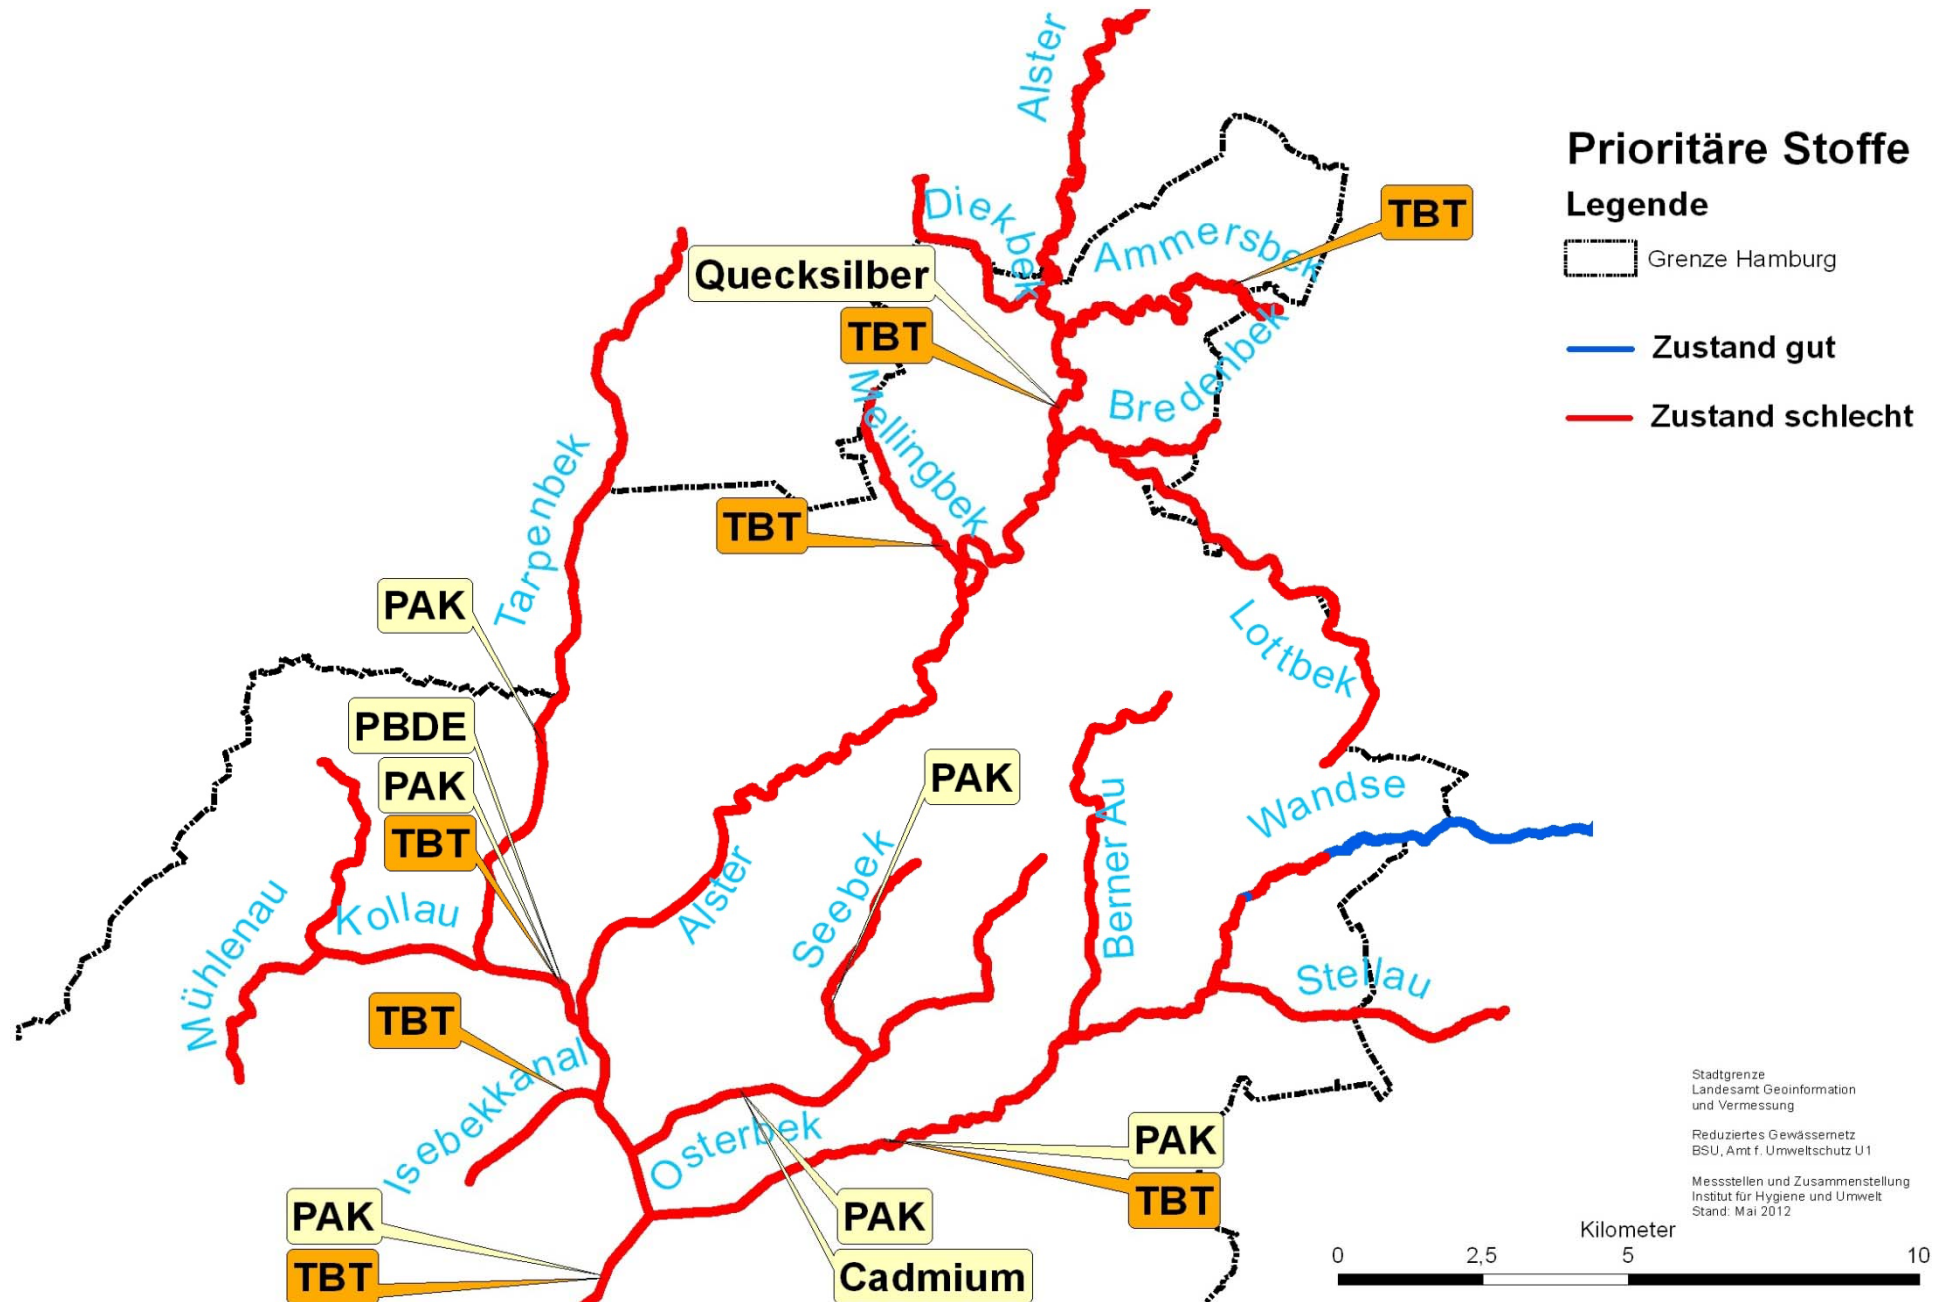 Alster
Prioritäre Stoffe
Legende
Grenze Hamburg
Zustand gut
Zustand schlecht
Diekbek
Ammersbek
TBT
Quecksilber
TBT
Bredenbek
Mellingbek
Tarpenbek
TBT
PAK
Lottbek
PBDE
PAK
TBT
PAK
Wandse
Berner Au
Seebek
Alster
Kollau
Mühlenau
Stellau
TBT
Isebekkanal
Osterbek
PAK
TBT
PAK
TBT
PAK
Cadmium
Stadtgrenze
Landesamt Geoinformation
und Vermessung
Reduziertes Gewässernetz
BSU, Amt f. Umweltschutz U1
Messstellen und Zusammenstellung
Institut für Hygiene und Umwelt
Stand: Mai 2012
Kilometer
0 2,5 5 10